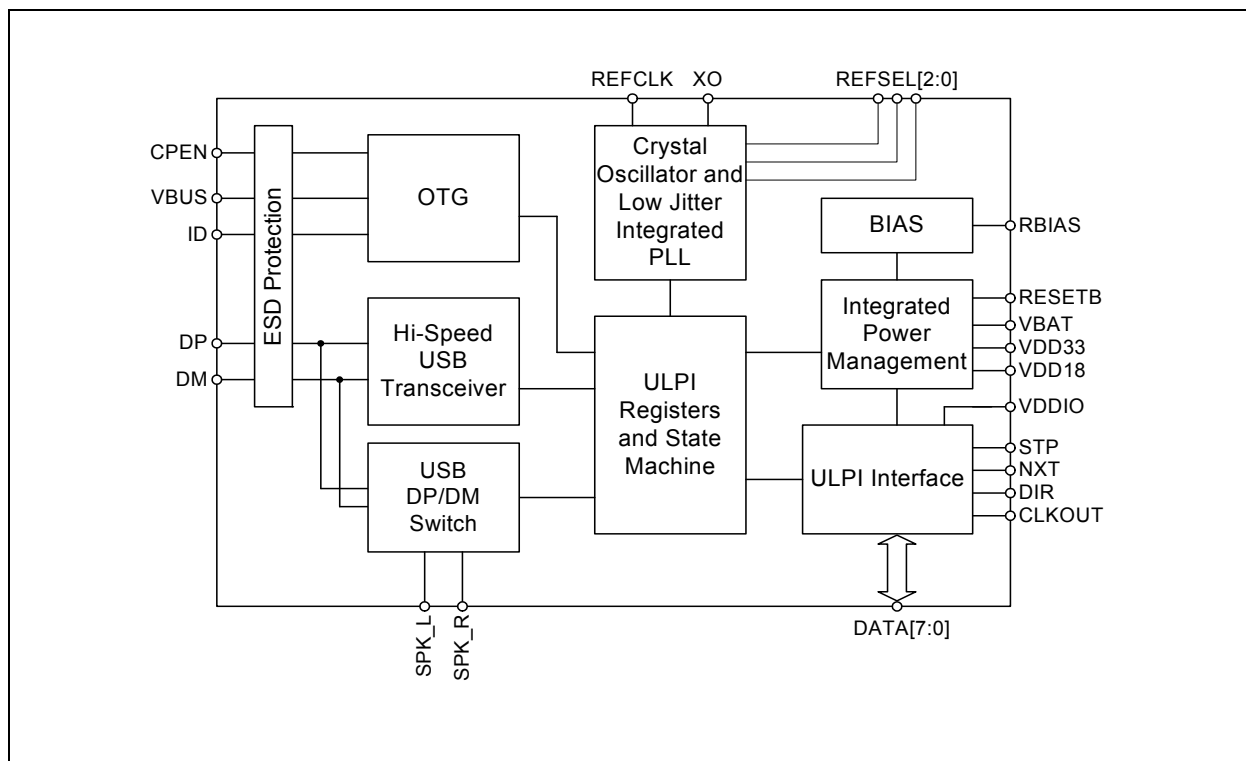 REFCLK
XO
REFSEL[2:0]
CPEN
VBUS
ID
DP
DM
ESD Protection
OTG
Hi-Speed
USB
Transceiver
USB
DP/DM
Switch
SPK_L
SPK_R
Crystal
Oscillator and
Low Jitter
Integrated
PLL
ULPI
Registers
and State
Machine
BIAS
Integrated
Power
Management
ULPI Interface
RBIAS
RESETB
VBAT
VDD33
VDD18
VDDIO
STP
NXT
DIR
CLKOUT
DATA[7:0]